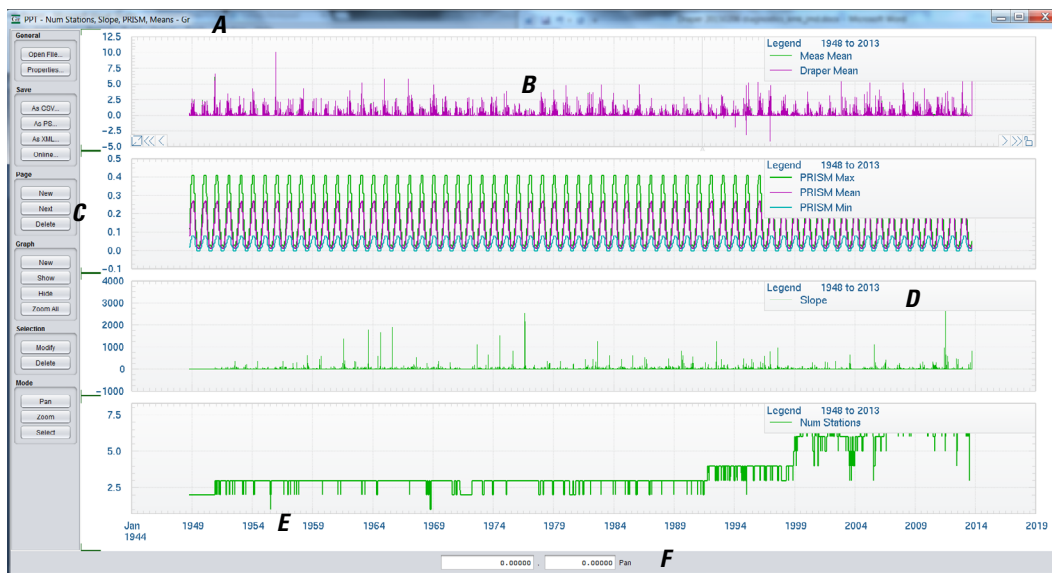 PPT - Num Stations, Slope, PRISM, Means - Gr
A
General
Open File...
Properties...
Save
As CSV...
As PS...
As XML...
Online...
Page
New
Next
Delete
C
Graph
New
Show
Hide
Zoom All
Selection
Modify
Delete
Mode
Pan
Zoom
Select
12.5
10.0
7.5
5.0
2.5
0.0
-2.5
-5.0
B
Legend 1948 to 2013
Meas Mean
Draper Mean
0.5
0.4
0.3
0.2
0.1
0.0
-0.1
Legend 1948 to 2013
PRISM Max
PRISM Mean
PRISM Min
4000
3000
2000
1000
0
-1000
Legend 1948 to 2013
Slope
D
7.5
5.0
2.5
Legend 1948 to 2013
Num Stations
E
Jan 1949 1954 1959 1964 1969 1974 1979 1984 1989 1994 1999 2004 2009 2014 2019
1944
0.00000 , 0.00000 Pan F